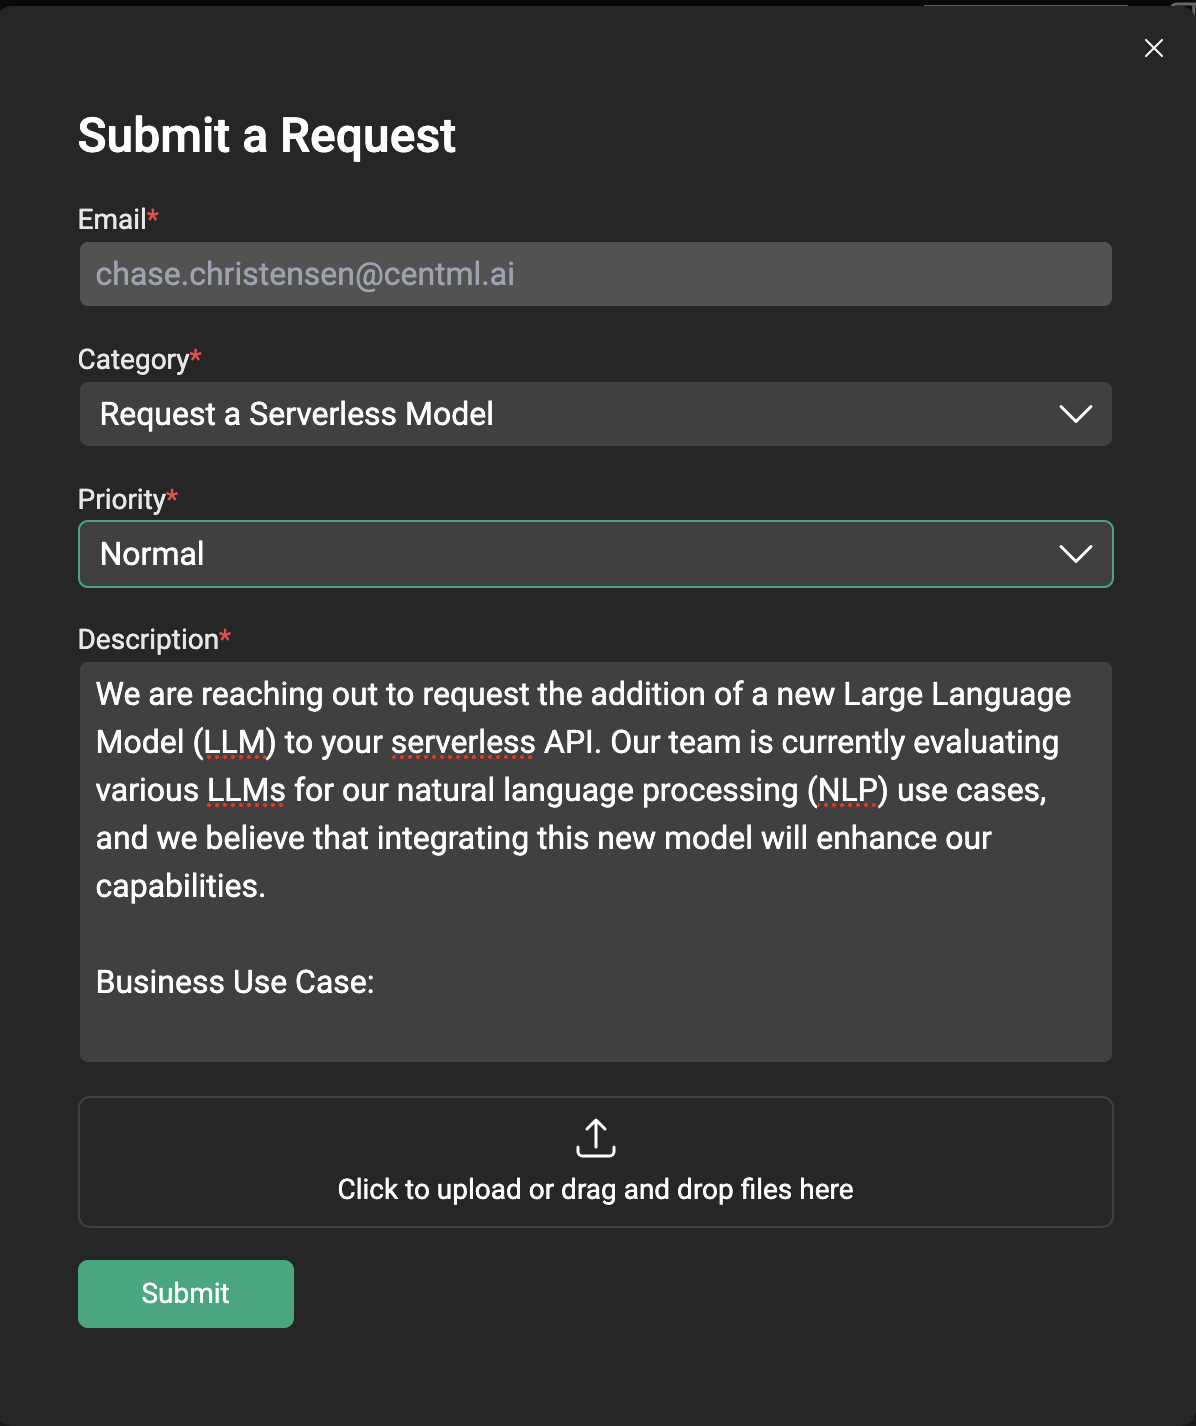 Submit a Request
Email*
chase.christensen@centml.ai
Category*
Request a Serverless Model
Priority*
Normal
Description*
We are reaching out to request the addition of a new Large Language
Model (LLM) to your serverless API. Our team is currently evaluating
various LLMs for our natural language processing (NLP) use cases,
and we believe that integrating this new model will enhance our
capabilities.
Business Use Case:
Click to upload or drag and drop files here
Submit